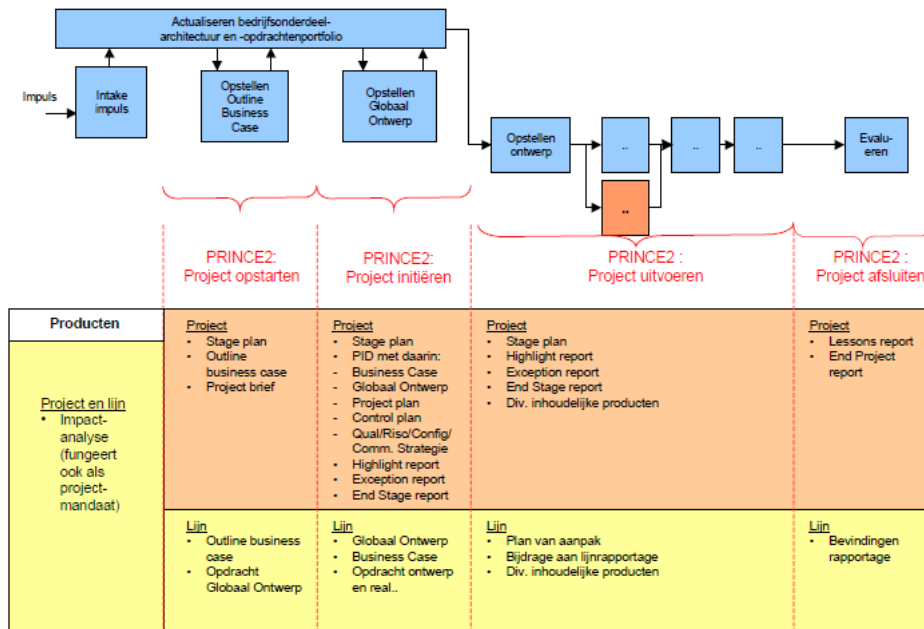 Actualiseren bedrijfsonderdeel-
architectuur en -opdrachtenportfolio
Impuls
Intake
impuls
Opstellen
Outline
Business
Case
Opstellen
Globaal
Ontwerp
Opstellen
ontwerp
..
..
..
..
Evalu-
eren
PRINCE2:
Project opstarten
PRINCE2:
Project initiëren
PRINCE2 :
Project uitvoeren
PRINCE2 :
Project afsluiten
Producten
Project en lijn
• Impact-
analyse
(fungeert
ook als
project-
mandaat)
Project
• Stage plan
• Outline
business case
• Project brief
Project
• Stage plan
• PID met daarin:
- Business Case
- Globaal Ontwerp
- Project plan
- Control plan
- Qual/Risc/Config/
Comm. Strategie
• Highlight report
• Exception report
• End Stage report
Project
• Stage plan
• Highlight report
• Exception report
• End Stage report
• Div. inhoudelijke producten
Project
• Lessons report
• End Project
report
Lijn
• Outline business
case
• Opdracht
Globaal Ontwerp
Lijn
• Globaal Ontwerp
• Business Case
• Opdracht ontwerp
en real..
Lijn
• Plan van aanpak
• Bijdrage aan lijnrapportage
• Div. inhoudelijke producten
Lijn
• Bevindingen
rapportage